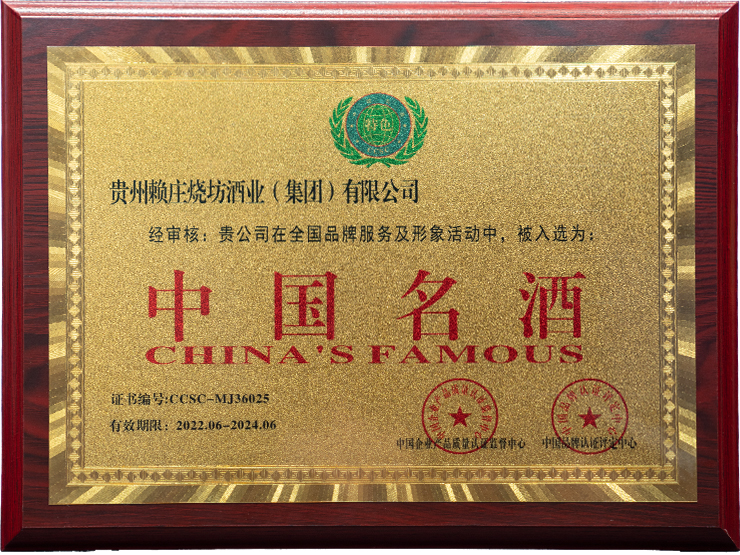 特色
贵州赖庄烧坊酒业（集团）有限公司
经审核：贵公司在全国品牌服务及形象活动中，被入选为：
中国名酒
CHINA'S FAMOUS
证书编号:CCSC-MJ36025
有效期限：2022.06-2024.06
中国企业产品质量认证监督中心
中国品牌认证评定中心